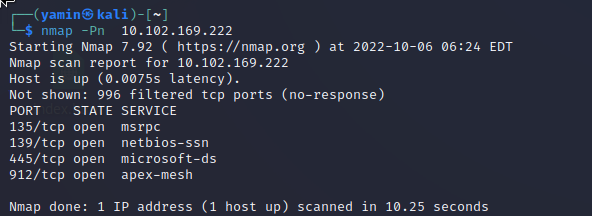 ┌──(yamin㉿kali)-[~]
└─$ nmap -Pn  10.102.169.222
Starting Nmap 7.92 ( https://nmap.org ) at 2022-10-06 06:24 EDT
Nmap scan report for 10.102.169.222
Host is up (0.0075s latency).
Not shown: 996 filtered tcp ports (no-response)
PORT    STATE SERVICE
135/tcp open  msrpc
139/tcp open  netbios-ssn
445/tcp open  microsoft-ds
912/tcp open  apex-mesh

Nmap done: 1 IP address (1 host up) scanned in 10.25 seconds